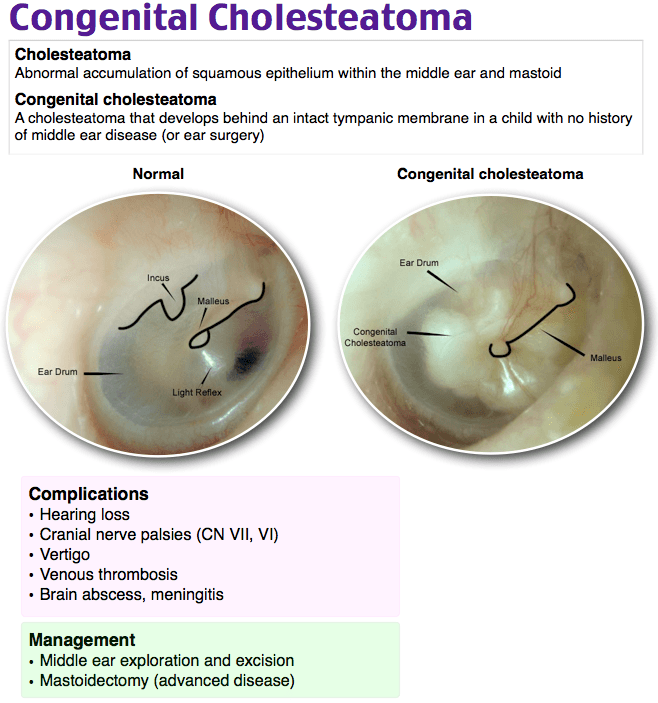 Congenital Cholesteatoma
Cholesteatoma
Abnormal accumulation of squamous epithelium within the middle ear and mastoid
Congenital cholesteatoma
A cholesteatoma that develops behind an intact tympanic membrane in a child with no history
of middle ear disease (or ear surgery)
Normal
Incus
Malleus
Ear Drum
Light Reflex
Congenital cholesteatoma
Ear Drum
Congenital
Cholesteatoma
Malleus
Complications
• Hearing loss
• Cranial nerve palsies (CN VII, VI)
• Vertigo
• Venous thrombosis
• Brain abscess, meningitis
Management
• Middle ear exploration and excision
• Mastoidectomy (advanced disease)